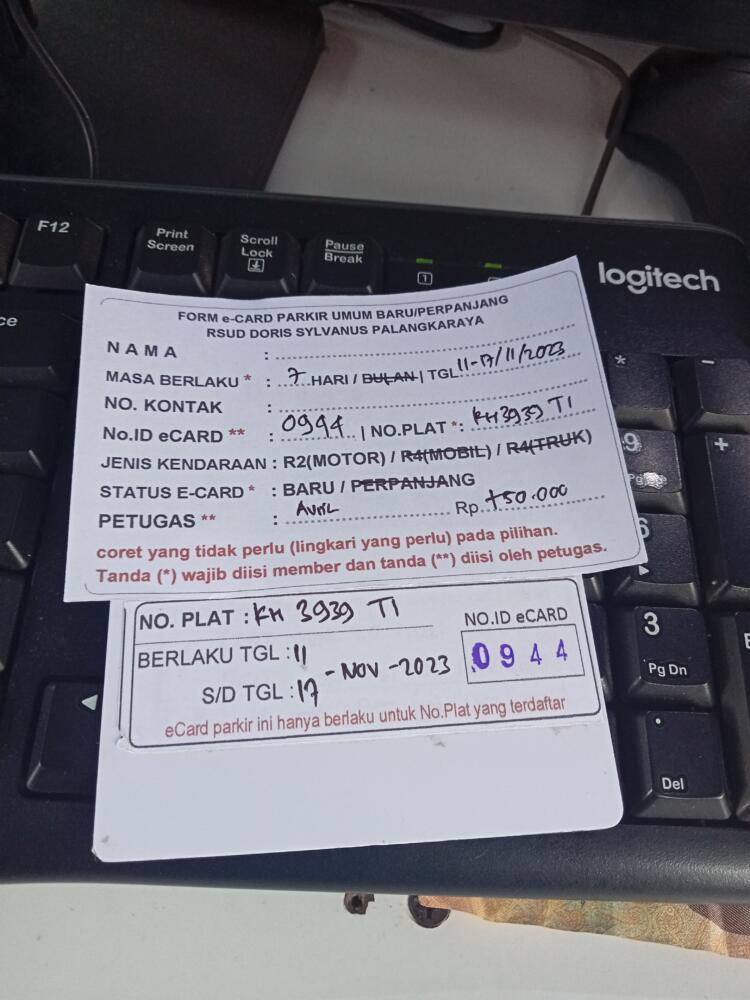 F12
Print Screen
Scroll Lock
Pause Break
1
logitech
FORM e-CARD PARKIR UMUM BARU/PERPANJANG
RSUD DORIS SYLVANUS PALANGKARAYA
NAMA :
MASA BERLAKU * : 7 HARI / BULAN | TGL 11-17/11/2023
NO. KONTAK :
No.ID eCARD ** : 0944 | NO.PLAT *: KH 3939 TI
JENIS KENDARAAN : R2(MOTOR) / R4(MOBIL) / R4(TRUK)
STATUS E-CARD * : BARU / PERPANJANG
PETUGAS ** : AVRIL Rp. 50.000
coret yang tidak perlu (lingkari yang perlu) pada pilihan.
Tanda (*) wajib diisi member dan tanda (**) diisi oleh petugas.
NO. PLAT : KH 3939 TI
NO.ID eCARD
0944
BERLAKU TGL : 11
S/D TGL : 17 - NOV - 2023
eCard parkir ini hanya berlaku untuk No.Plat yang terdaftar
*
-
9
+
6
3
Pg Dn
.
Del